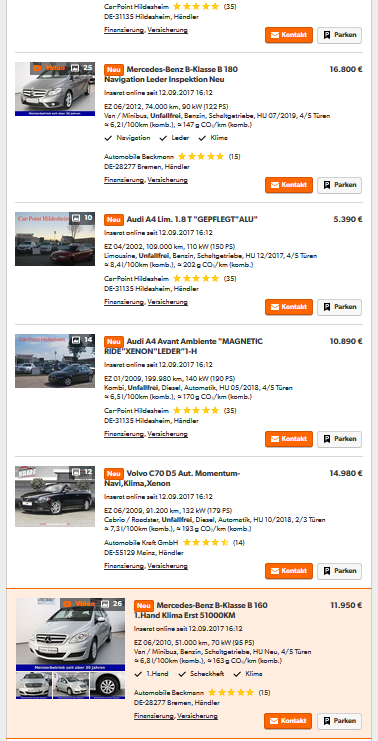 Car-Point Hildesheim (35)
DE-31135 Hildesheim, Händler
Finanzierung, Versicherung
Kontakt Parken
Video 25
Meisterbetrieb seit über 30 Jahren
Neu Mercedes-Benz B-Klasse B 180 16.800 €
Navigation Leder Inspektion Neu
Inserat online seit 12.09.2017 16:12
EZ 06/2012, 74.000 km, 90 kW (122 PS)
Van / Minibus, Unfallfrei, Benzin, Schaltgetriebe, HU 07/2019, 4/5 Türen
≈ 6,2 l/100km (komb.), ≈ 147 g CO₂/km (komb.)
✓ Navigation ✓ Leder ✓ Klima
Automobile Beckmann (15)
DE-28277 Bremen, Händler
Finanzierung, Versicherung
Kontakt Parken
Car-Point Hildesheim 10
Neu Audi A4 Lim. 1.8 T "GEPFLEGT"ALU" 5.390 €
Inserat online seit 12.09.2017 16:12
EZ 04/2002, 109.000 km, 110 kW (150 PS)
Limousine, Unfallfrei, Benzin, Schaltgetriebe, HU 12/2017, 4/5 Türen
≈ 8,4 l/100km (komb.), ≈ 202 g CO₂/km (komb.)
Car-Point Hildesheim (35)
DE-31135 Hildesheim, Händler
Finanzierung, Versicherung
Kontakt Parken
14
Neu Audi A4 Avant Ambiente "MAGNETIC 10.890 €
RIDE"XENON"LEDER"1-H
Inserat online seit 12.09.2017 16:12
EZ 01/2009, 199.980 km, 140 kW (190 PS)
Kombi, Unfallfrei, Diesel, Automatik, HU 05/2018, 4/5 Türen
≈ 6,5 l/100km (komb.), ≈ 170 g CO₂/km (komb.)
Car-Point Hildesheim (35)
DE-31135 Hildesheim, Händler
Finanzierung, Versicherung
Kontakt Parken
KRAFT 12
Neu Volvo C70 D5 Aut. Momentum- 14.980 €
Navi,Klima,Xenon
Inserat online seit 12.09.2017 16:12
EZ 06/2009, 91.200 km, 132 kW (179 PS)
Cabrio / Roadster, Unfallfrei, Diesel, Automatik, HU 10/2018, 2/3 Türen
≈ 7,3 l/100km (komb.), ≈ 193 g CO₂/km (komb.)
Automobile Kraft GmbH (14)
DE-55129 Mainz, Händler
Finanzierung, Versicherung
Kontakt Parken
Video 26
Meisterbetrieb seit über 30 Jahren
Neu Mercedes-Benz B-Klasse B 160 11.950 €
1.Hand Klima Erst 51000KM
Inserat online seit 12.09.2017 16:12
EZ 06/2010, 51.000 km, 70 kW (95 PS)
Van / Minibus, Unfallfrei, Benzin, Schaltgetriebe, HU Neu, 4/5 Türen
≈ 6,8 l/100km (komb.), ≈ 163 g CO₂/km (komb.)
✓ 1.Hand ✓ Scheckheft ✓ Klima
Automobile Beckmann (15)
DE-28277 Bremen, Händler
Finanzierung, Versicherung
Kontakt Parken